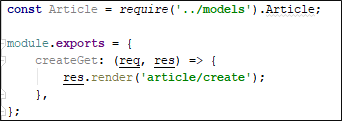 const Article = require('../models').Article;
module.exports = {
createGet: (req, res) => {
res.render('article/create');
},
};